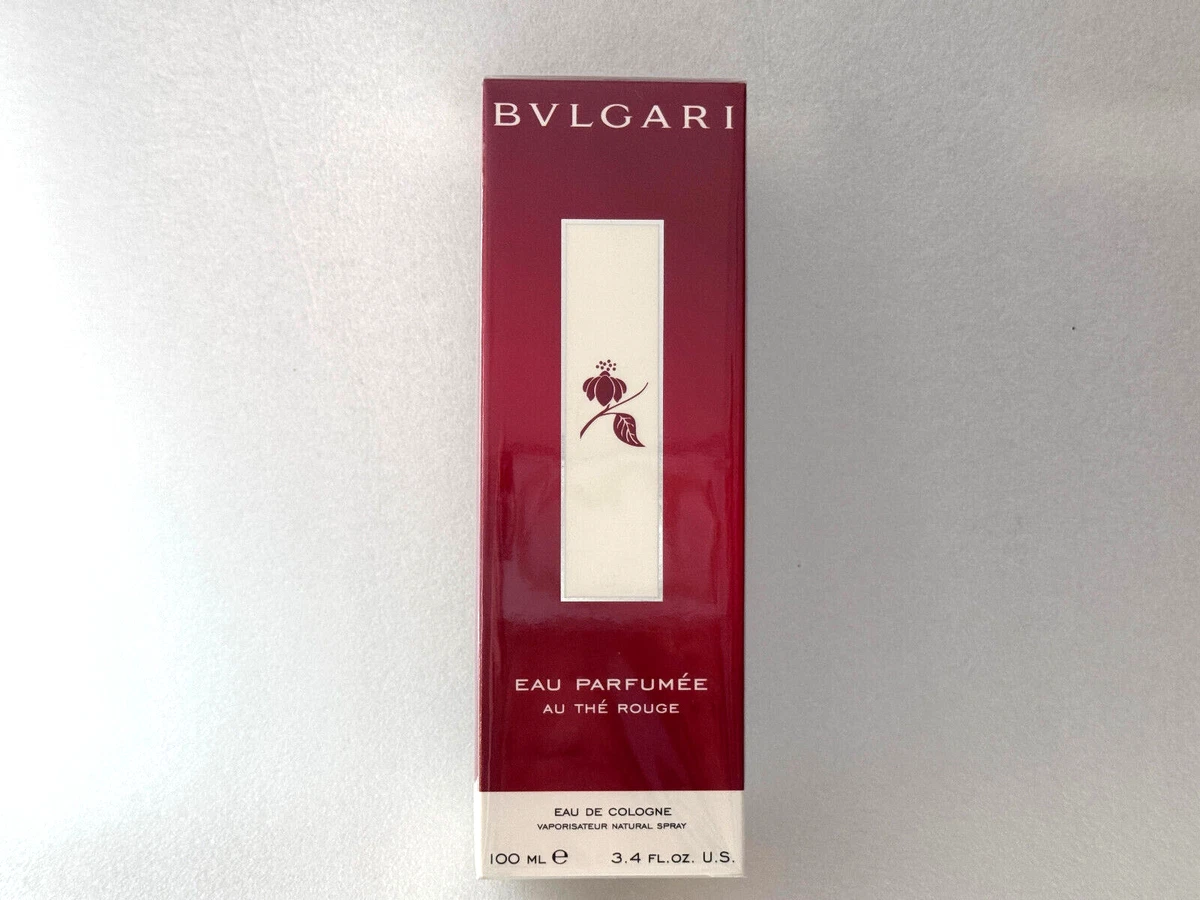 BVLGARI
EAU PARFUMÉE
AU THÉ ROUGE
EAU DE COLOGNE
VAPORISATEUR NATURAL SPRAY
100 ML ℮ 3.4 FL.OZ. U.S.